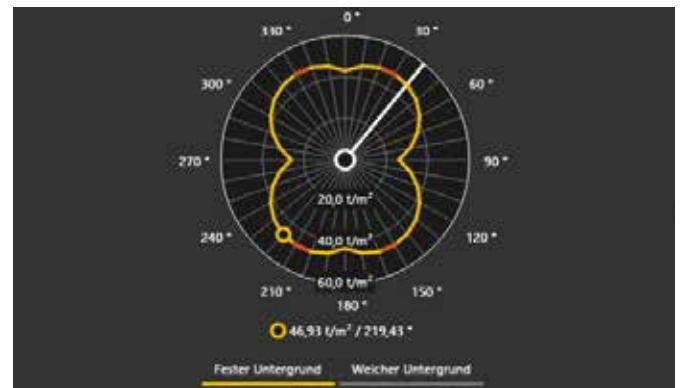 0°
330° 30°
300° 60°
270° 90°
20,0 t/m²
240° 40,0 t/m² 120°
60,0 t/m²
210° 150°
180°
46,93 t/m² / 219,43°
Fester Untergrund Weicher Untergrund